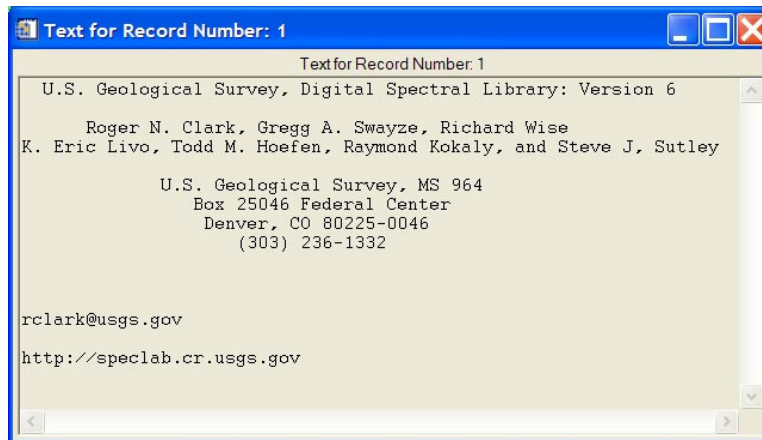 Text for Record Number: 1
Text for Record Number: 1
U.S. Geological Survey, Digital Spectral Library: Version 6
Roger N. Clark, Gregg A. Swayze, Richard Wise
K. Eric Livo, Todd M. Hoefen, Raymond Kokaly, and Steve J, Sutley
U.S. Geological Survey, MS 964
Box 25046 Federal Center
Denver, CO 80225-0046
(303) 236-1332
rclark@usgs.gov
http://speclab.cr.usgs.gov